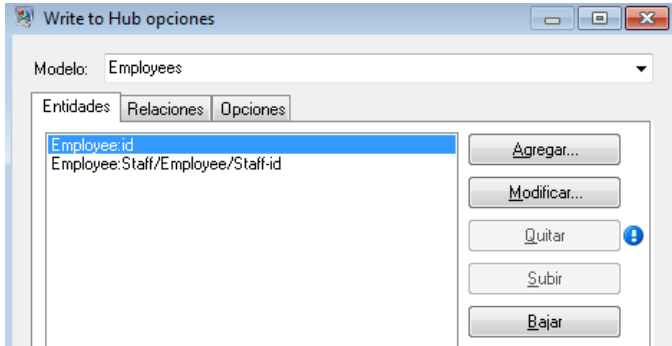 Write to Hub opciones
Modelo: Employees
Entidades Relaciones Opciones
Employee:id
Employee:Staff/Employee/Staff-id
Agregar...
Modificar...
Quitar
Subir
Bajar